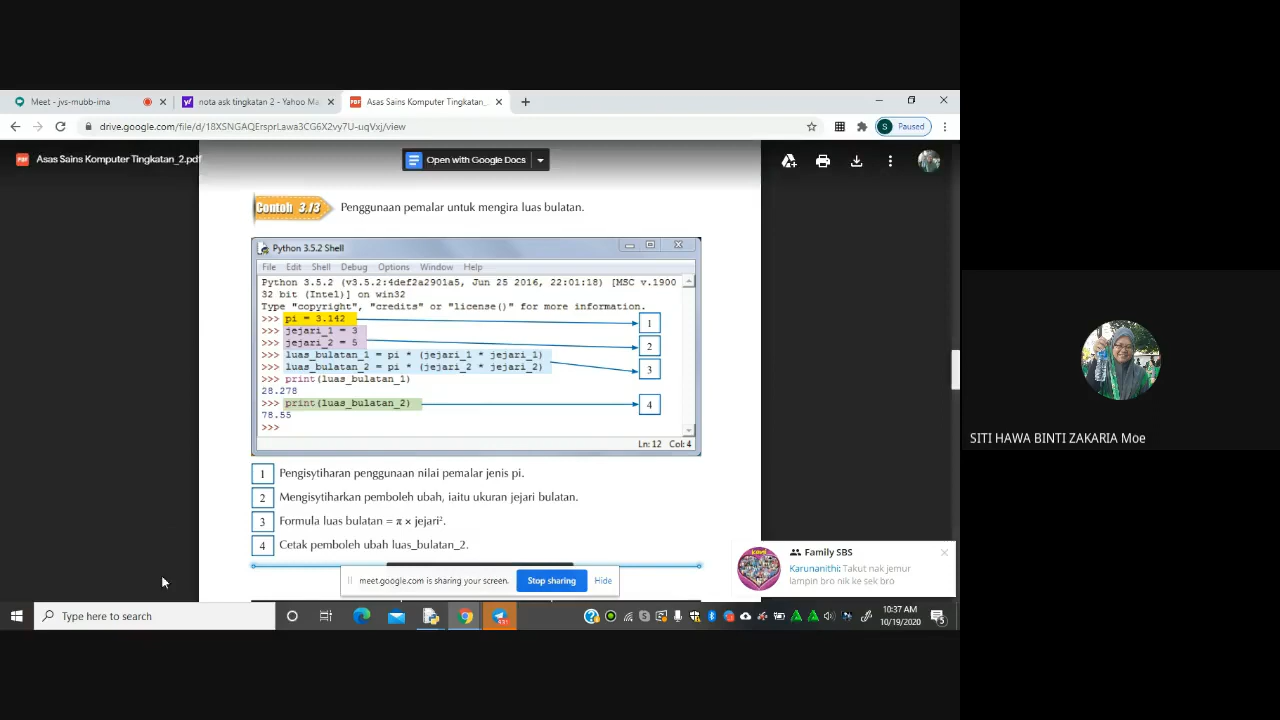 Meet - jvs-mubb-ima
nota ask tingkatan 2 - Yahoo Ma
Asas Sains Komputer Tingkatan_
drive.google.com/file/d/18XSNGAQErsprLawa3CG6X2vy7U-uqVxj/view
S Paused
Asas Sains Komputer Tingkatan_2.pdf
Open with Google Docs
Contoh 3.13 Penggunaan pemalar untuk mengira luas bulatan.
Python 3.5.2 Shell
File Edit Shell Debug Options Window Help
Python 3.5.2 (v3.5.2:4def2a2901a5, Jun 25 2016, 22:01:18) [MSC v.1900
32 bit (Intel)] on win32
Type "copyright", "credits" or "license()" for more information.
>>> pi = 3.142
1
>>> jejari_1 = 3
>>> jejari_2 = 5
2
>>> luas_bulatan_1 = pi * (jejari_1 * jejari_1)
>>> luas_bulatan_2 = pi * (jejari_2 * jejari_2)
3
>>> print(luas_bulatan_1)
28.278
>>> print(luas_bulatan_2)
4
78.55
>>>
Ln: 12 Col: 4
1 Pengisytiharan penggunaan nilai pemalar jenis pi.
2 Mengisytiharkan pemboleh ubah, iaitu ukuran jejari bulatan.
3 Formula luas bulatan = π × jejari².
4 Cetak pemboleh ubah luas_bulatan_2.
Family SBS
Karunanithi: Takut nak jemur
lampin bro nik ke sek bro
meet.google.com is sharing your screen.
Stop sharing
Hide
Type here to search
10:37 AM
10/19/2020
5
SITI HAWA BINTI ZAKARIA Moe